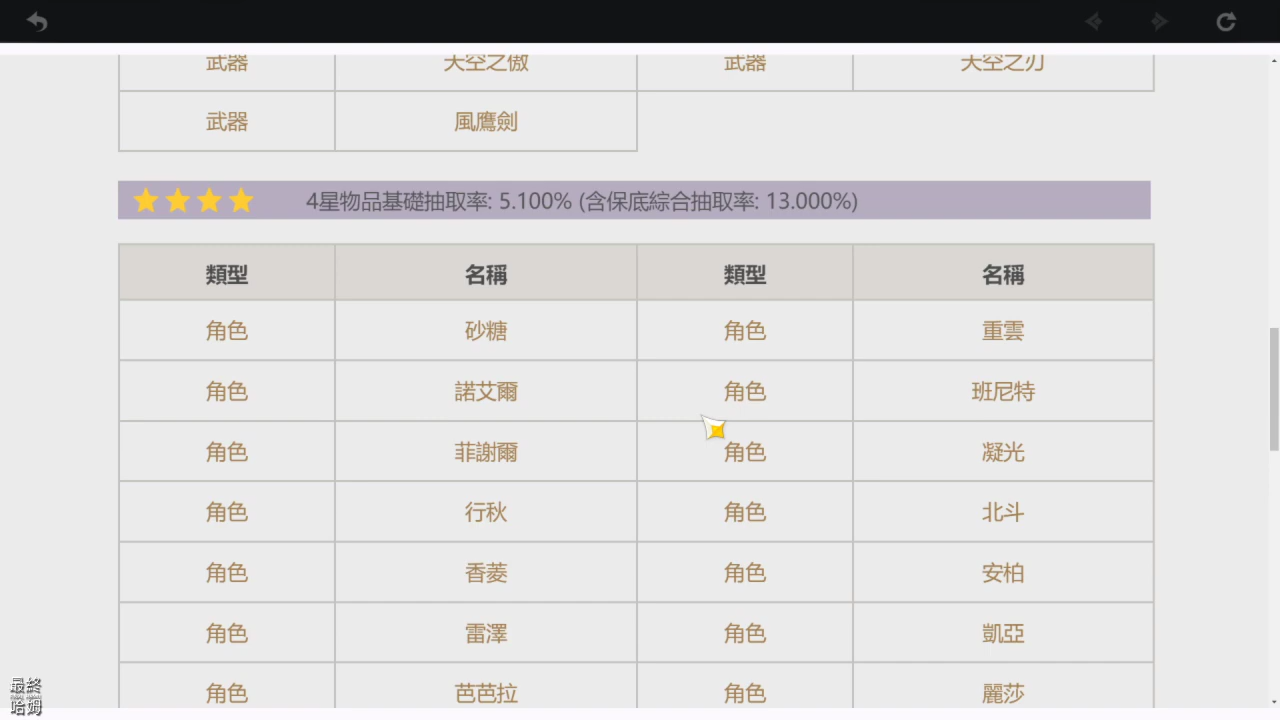 武器 天空之傲 武器 天空之刃
武器 風鷹劍
4星物品基礎抽取率: 5.100% (含保底綜合抽取率: 13.000%)
類型 名稱 類型 名稱
角色 砂糖 角色 重雲
角色 諾艾爾 角色 班尼特
角色 菲謝爾 角色 凝光
角色 行秋 角色 北斗
角色 香菱 角色 安柏
角色 雷澤 角色 凱亞
角色 芭芭拉 角色 麗莎
最終
哈姆